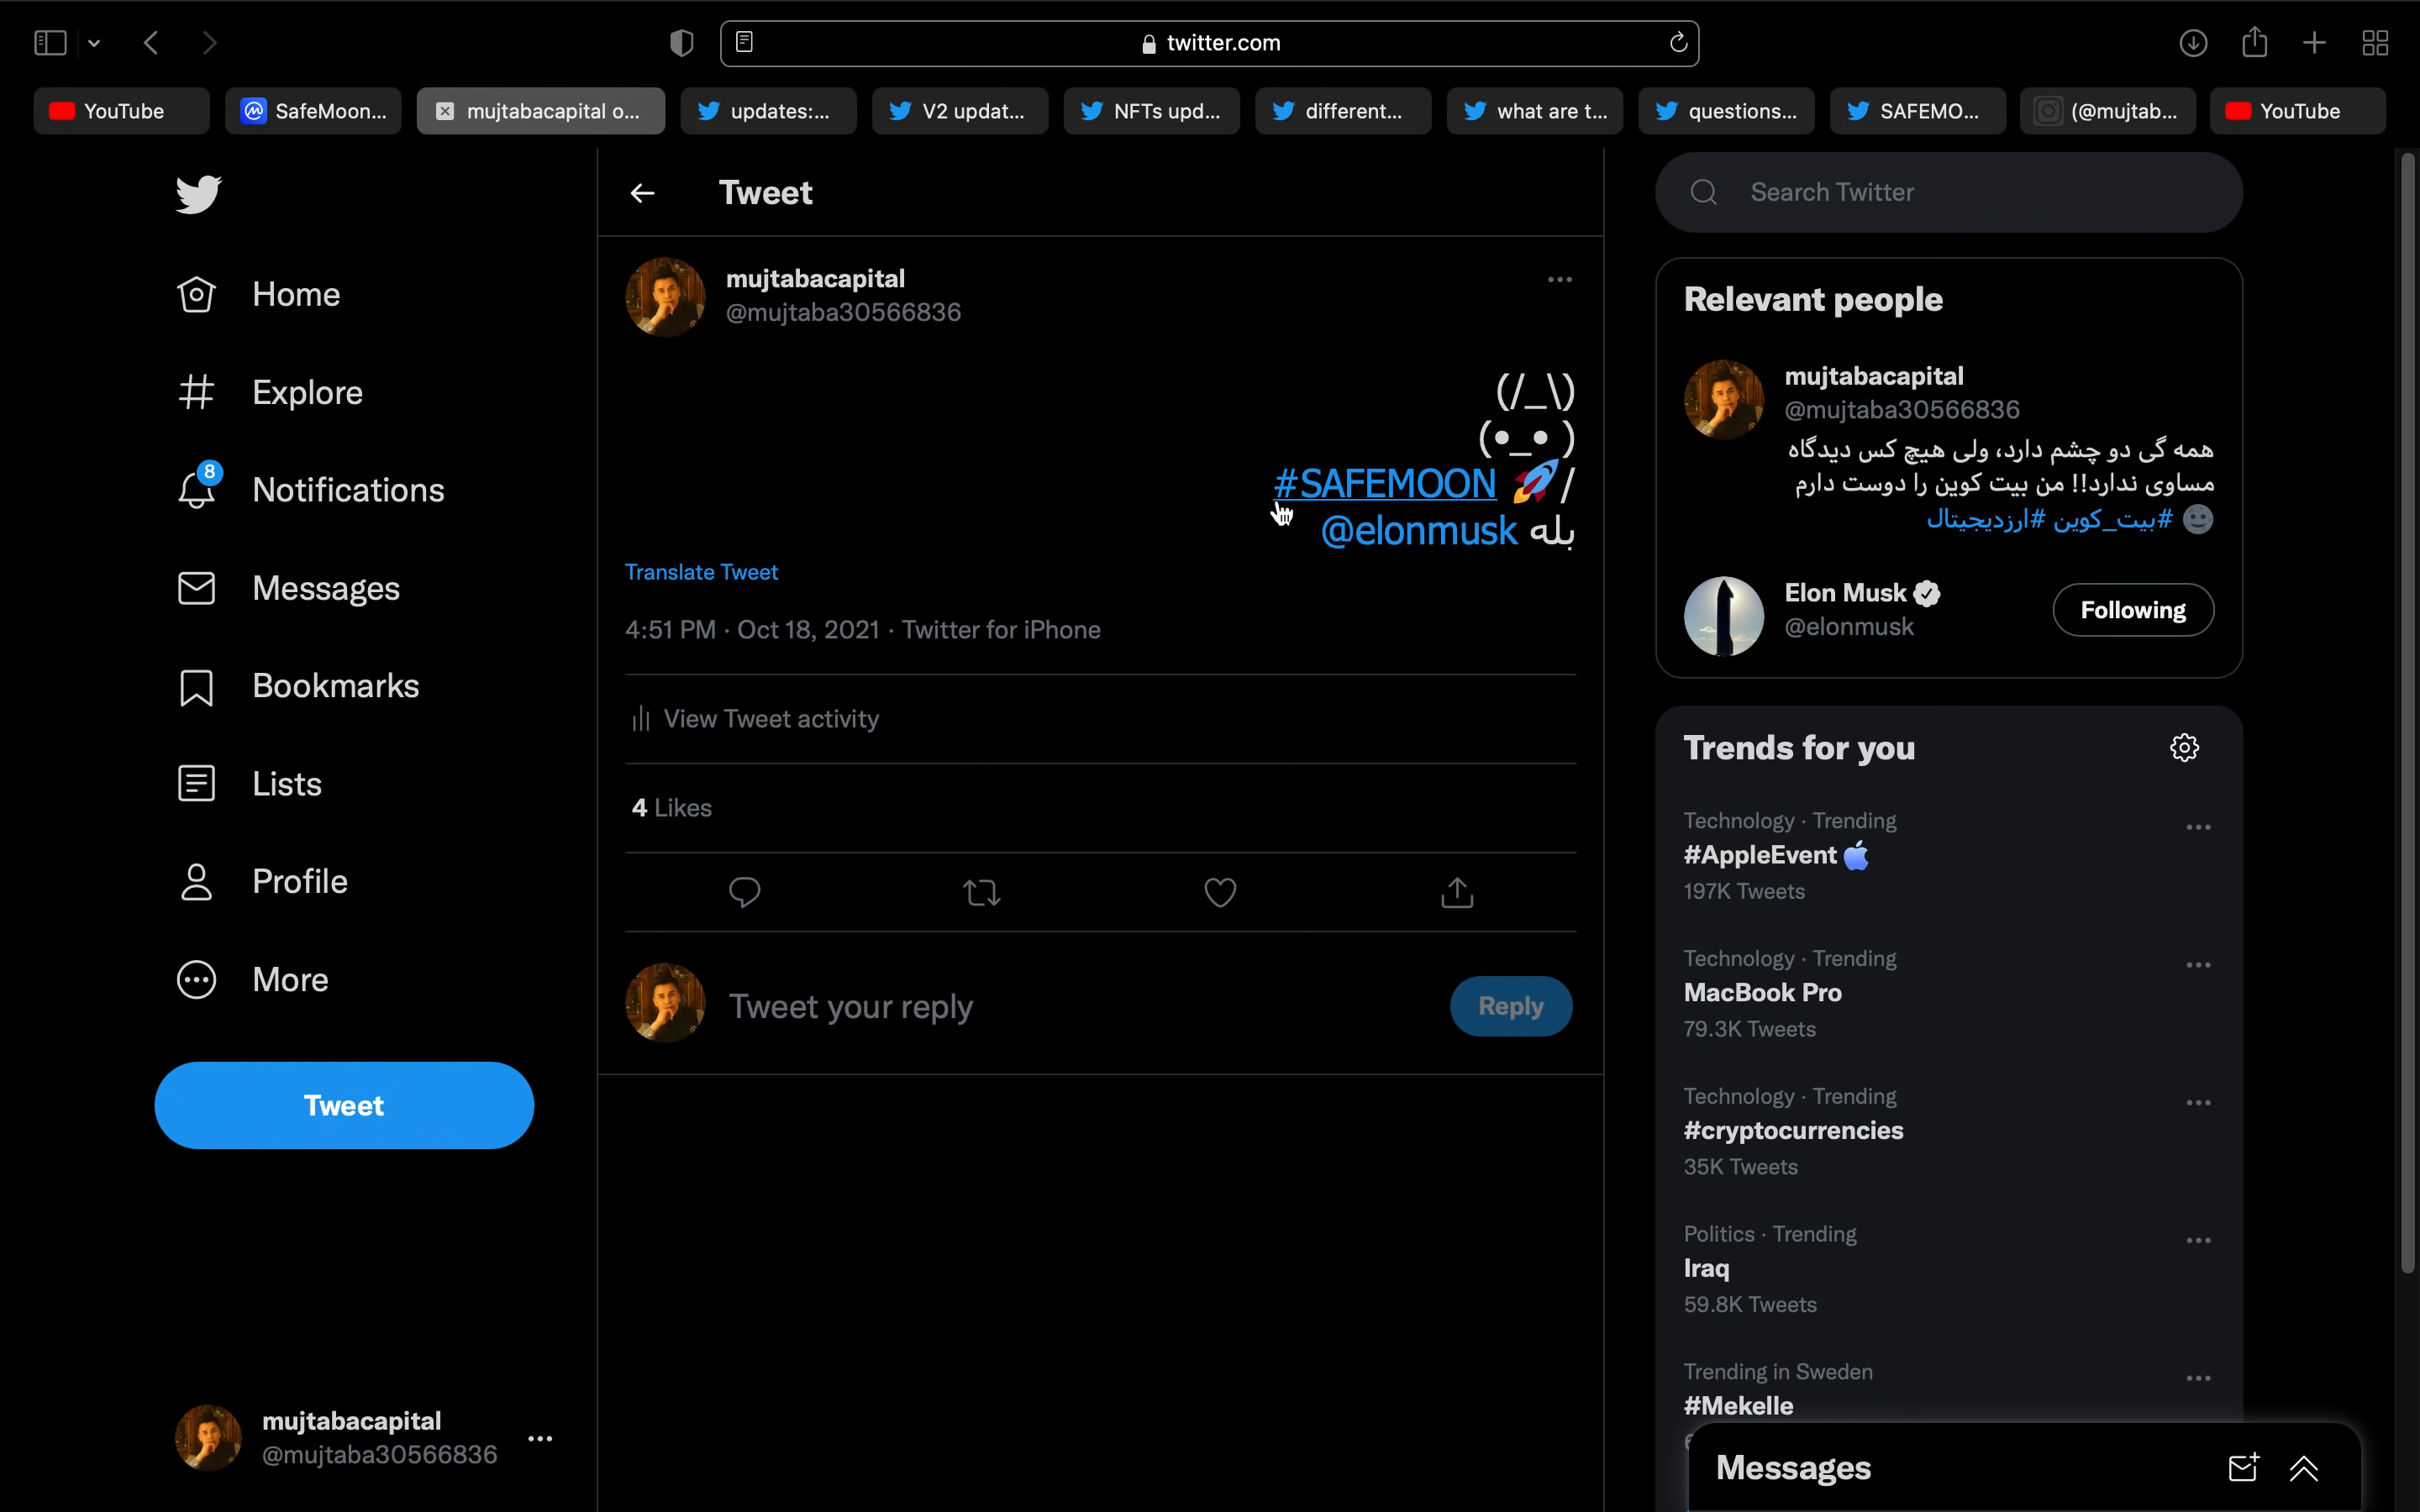 twitter.com
YouTube
SafeMoon...
mujtabacapital o...
updates:...
V2 updat...
NFTs upd...
different...
what are t...
questions...
SAFEMO...
(@mujtab...
YouTube
Home
Explore
8
Notifications
Messages
Bookmarks
Lists
Profile
More
Tweet
mujtabacapital
@mujtaba30566836
Tweet
mujtabacapital
@mujtaba30566836
(/_\)
(•_•)
#SAFEMOON 🚀/
بله @elonmusk
Translate Tweet
4:51 PM · Oct 18, 2021 · Twitter for iPhone
View Tweet activity
4 Likes
Tweet your reply
Reply
Search Twitter
Relevant people
mujtabacapital
@mujtaba30566836
همه گی دو چشم دارد، ولی هیچ کس دیدگاه
مساوی ندارد!! من بیت کوین را دوست دارم
🌚 #بیت_کوین #ارزدیجیتال
Elon Musk
@elonmusk
Following
Trends for you
Technology · Trending
#AppleEvent
197K Tweets
Technology · Trending
MacBook Pro
79.3K Tweets
Technology · Trending
#cryptocurrencies
35K Tweets
Politics · Trending
Iraq
59.8K Tweets
Trending in Sweden
#Mekelle
Messages